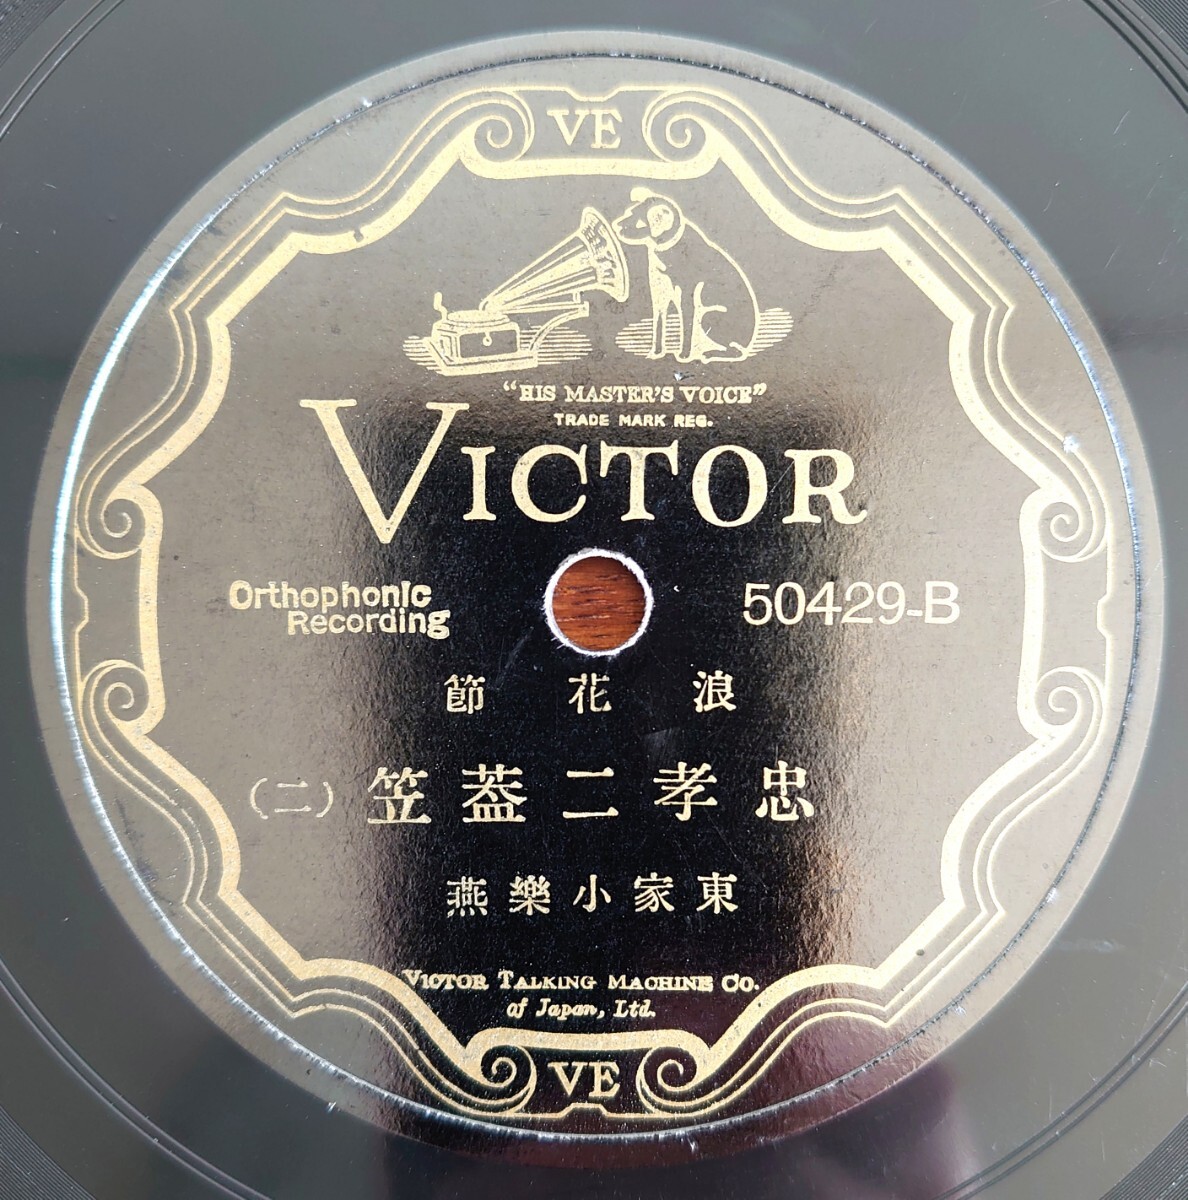 VE
"HIS MASTER'S VOICE"
TRADE MARK REG.
VICTOR
Orthophonic
Recording
50429-B
浪花節
忠孝二蓋笠（二）
東家小樂燕
VICTOR TALKING MACHINE CO.
of Japan, Ltd.
VE